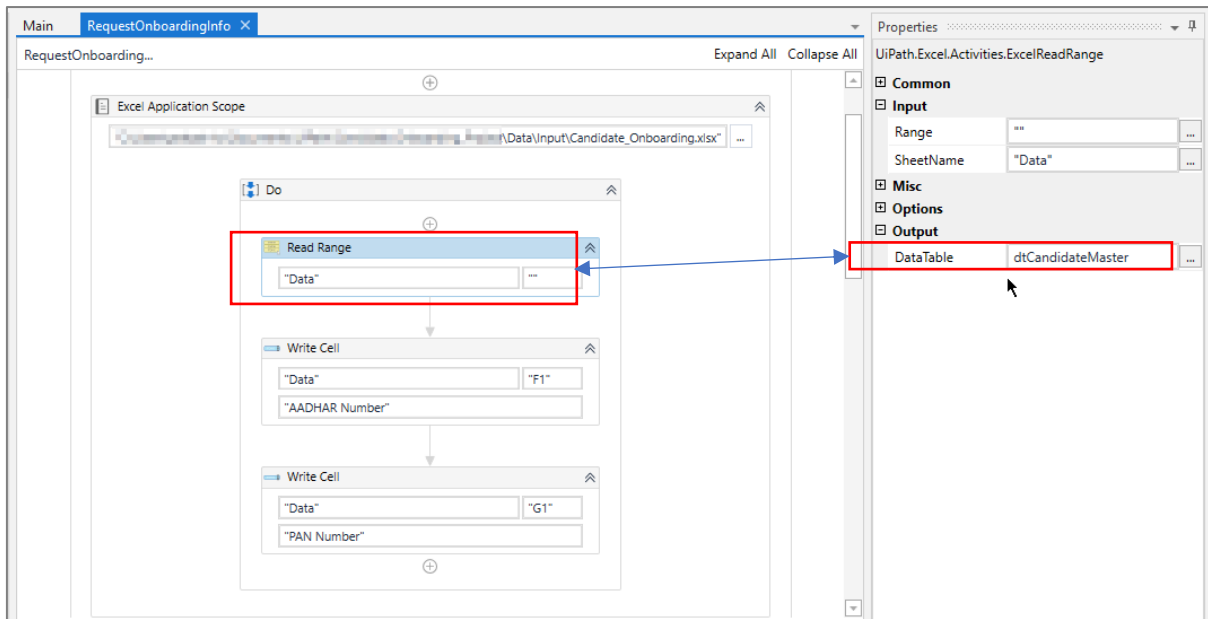 Main
RequestOnboardingInfo
RequestOnboarding...
Expand All Collapse All
Excel Application Scope
\Data\Input\Candidate_Onboarding.xlsx"
...
Do
Read Range
"Data"
""
Write Cell
"Data"
"F1"
"AADHAR Number"
Write Cell
"Data"
"G1"
"PAN Number"
Properties
UiPath.Excel.Activities.ExcelReadRange
Common
Input
Range
""
...
SheetName
"Data"
...
Misc
Options
Output
DataTable
dtCandidateMaster
...